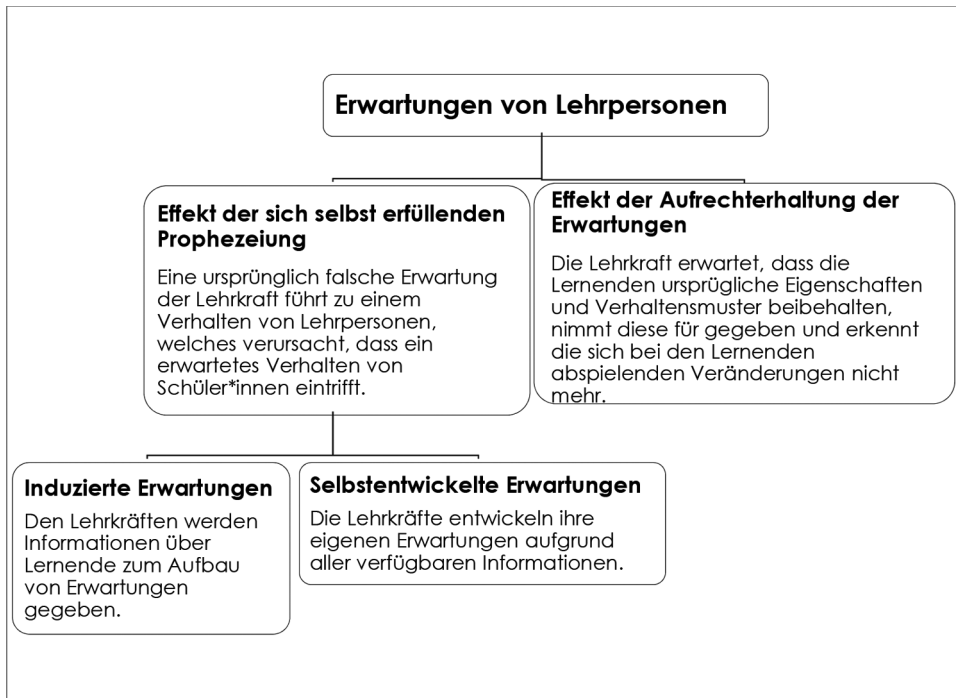 Erwartungen von Lehrpersonen
Effekt der sich selbst erfüllenden
Prophezeiung
Eine ursprünglich falsche Erwartung
der Lehrkraft führt zu einem
Verhalten von Lehrpersonen,
welches verursacht, dass ein
erwartetes Verhalten von
Schüler*innen eintrifft.
Effekt der Aufrechterhaltung der
Erwartungen
Die Lehrkraft erwartet, dass die
Lernenden ursprügliche Eigenschaften
und Verhaltensmuster beibehalten,
nimmt diese für gegeben und erkennt
die sich bei den Lernenden
abspielenden Veränderungen nicht
mehr.
Induzierte Erwartungen
Den Lehrkräften werden
Informationen über
Lernende zum Aufbau
von Erwartungen
gegeben.
Selbstentwickelte Erwartungen
Die Lehrkräfte entwickeln ihre
eigenen Erwartungen aufgrund
aller verfügbaren Informationen.